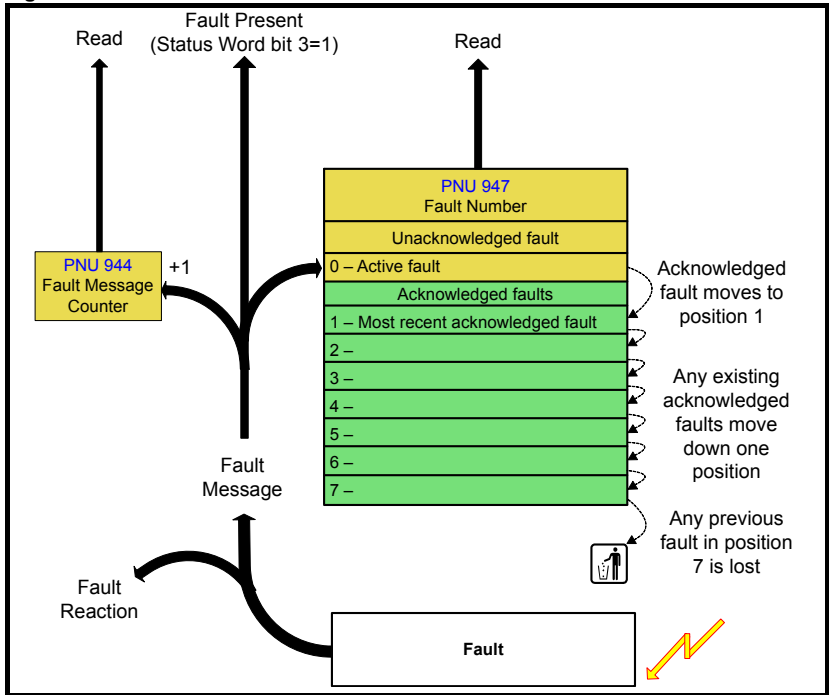 Fault Present
(Status Word bit 3=1)
Read
Read
PNU 947
Fault Number
Unacknowledged fault
0 – Active fault
Acknowledged faults
1 – Most recent acknowledged fault
2 –
3 –
4 –
5 –
6 –
7 –
PNU 944
Fault Message
Counter
+1
Acknowledged
fault moves to
position 1
Any existing
acknowledged
faults move
down one
position
Any previous
fault in position
7 is lost
Fault
Message
Fault
Reaction
Fault